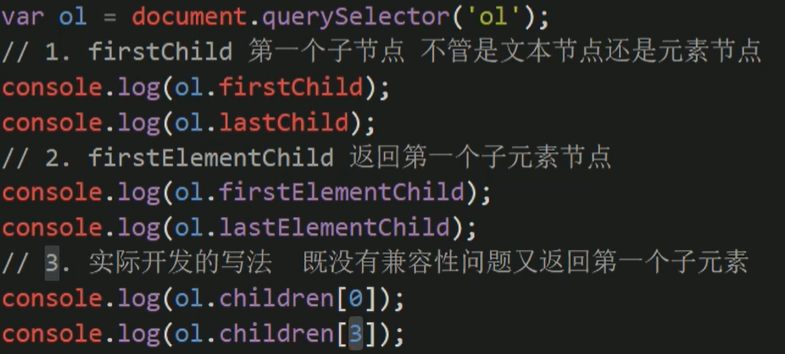 var ol = document.querySelector('ol');
// 1. firstChild 第一个子节点 不管是文本节点还是元素节点
console.log(ol.firstChild);
console.log(ol.lastChild);
// 2. firstElementChild 返回第一个子元素节点
console.log(ol.firstElementChild);
console.log(ol.lastElementChild);
// 3. 实际开发的写法 既没有兼容性问题又返回第一个子元素
console.log(ol.children[0]);
console.log(ol.children[3]);